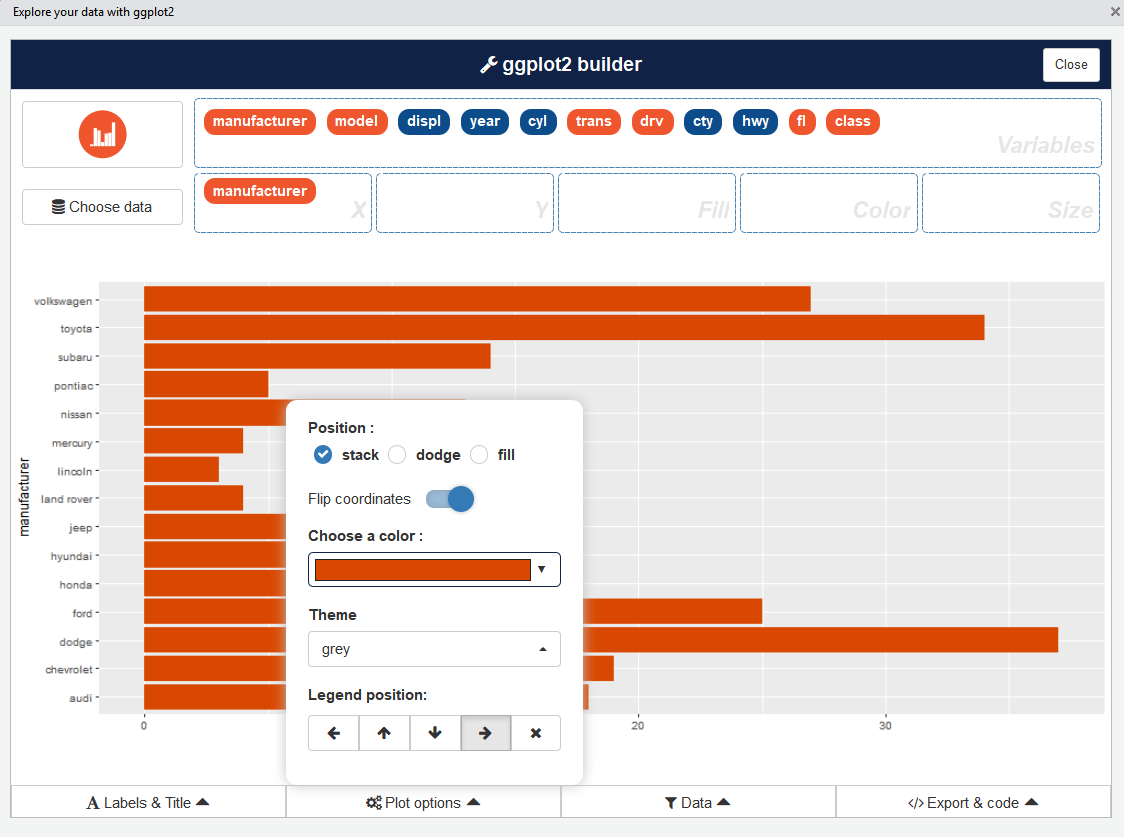 Explore your data with ggplot2
ggplot2 builder
Close
manufacturer model displ year cyl trans drv cty hwy fl class
Variables
Choose data
manufacturer
X
Y
Fill
Color
Size
manufacturer
volkswagen
toyota
subaru
pontiac
nissan
mercury
lincoln
land rover
jeep
hyundai
honda
ford
dodge
chevrolet
audi
0 20 30
Position :
stack dodge fill
Flip coordinates
Choose a color :
Theme
grey
Legend position:
Labels & Title
Plot options
Data
</> Export & code